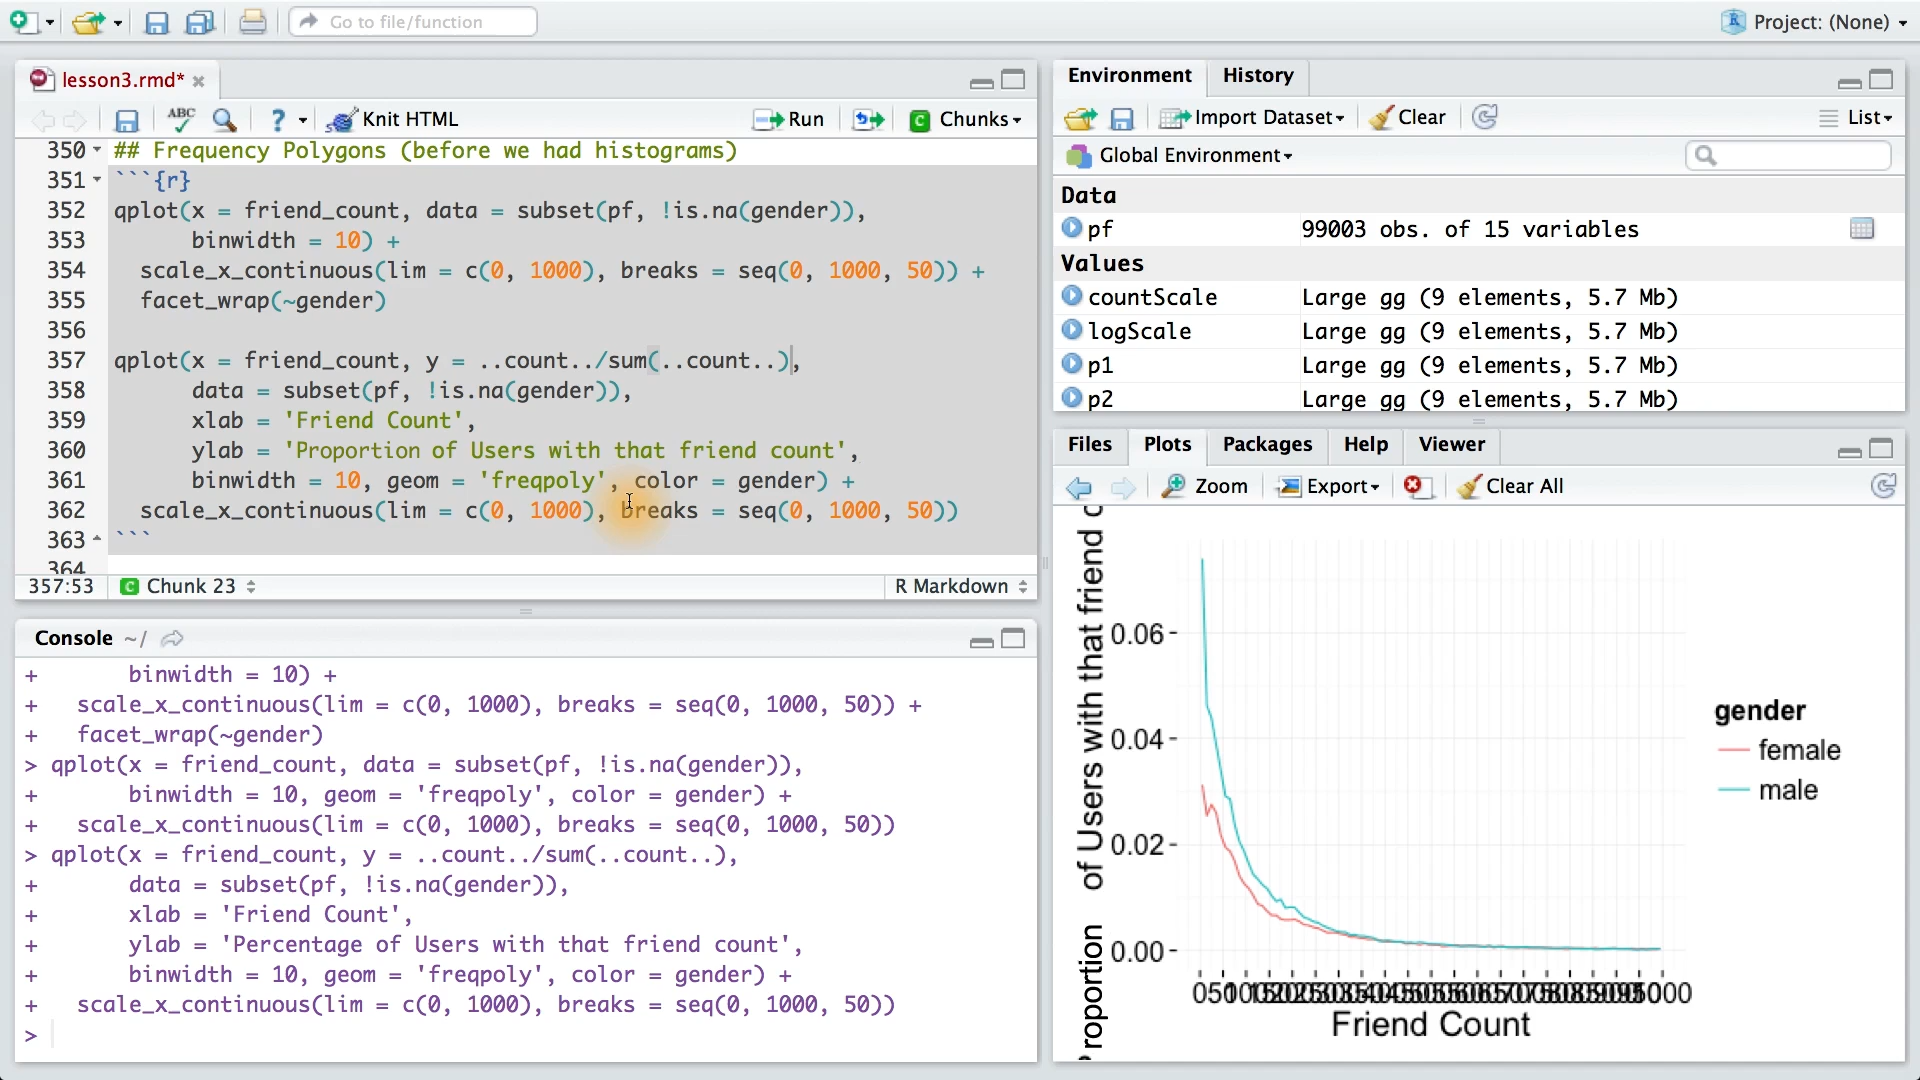 Go to file/function
Project: (None)
lesson3.rmd*
ABC
?
Knit HTML
Run
C Chunks
350 ## Frequency Polygons (before we had histograms)
351 ```{r}
352 qplot(x = friend_count, data = subset(pf, !is.na(gender)),
353 binwidth = 10) +
354 scale_x_continuous(lim = c(0, 1000), breaks = seq(0, 1000, 50)) +
355 facet_wrap(~gender)
356
357 qplot(x = friend_count, y = ..count../sum(..count..),
358 data = subset(pf, !is.na(gender)),
359 xlab = 'Friend Count',
360 ylab = 'Proportion of Users with that friend count',
361 binwidth = 10, geom = 'freqpoly', color = gender) +
362 scale_x_continuous(lim = c(0, 1000), breaks = seq(0, 1000, 50))
363 ```
364
357:53 C Chunk 23 R Markdown
Console ~/
+ binwidth = 10) +
+ scale_x_continuous(lim = c(0, 1000), breaks = seq(0, 1000, 50)) +
+ facet_wrap(~gender)
> qplot(x = friend_count, data = subset(pf, !is.na(gender)),
+ binwidth = 10, geom = 'freqpoly', color = gender) +
+ scale_x_continuous(lim = c(0, 1000), breaks = seq(0, 1000, 50))
> qplot(x = friend_count, y = ..count../sum(..count..),
+ data = subset(pf, !is.na(gender)),
+ xlab = 'Friend Count',
+ ylab = 'Percentage of Users with that friend count',
+ binwidth = 10, geom = 'freqpoly', color = gender) +
+ scale_x_continuous(lim = c(0, 1000), breaks = seq(0, 1000, 50))
>
Environment History
Import Dataset Clear List
Global Environment
Data
pf 99003 obs. of 15 variables
Values
countScale Large gg (9 elements, 5.7 Mb)
logScale Large gg (9 elements, 5.7 Mb)
p1 Large gg (9 elements, 5.7 Mb)
p2 Large gg (9 elements, 5.7 Mb)
Files Plots Packages Help Viewer
Zoom Export Clear All
Proportion of Users with that friend
0.06
0.04
0.02
0.00
Friend Count
gender
female
male